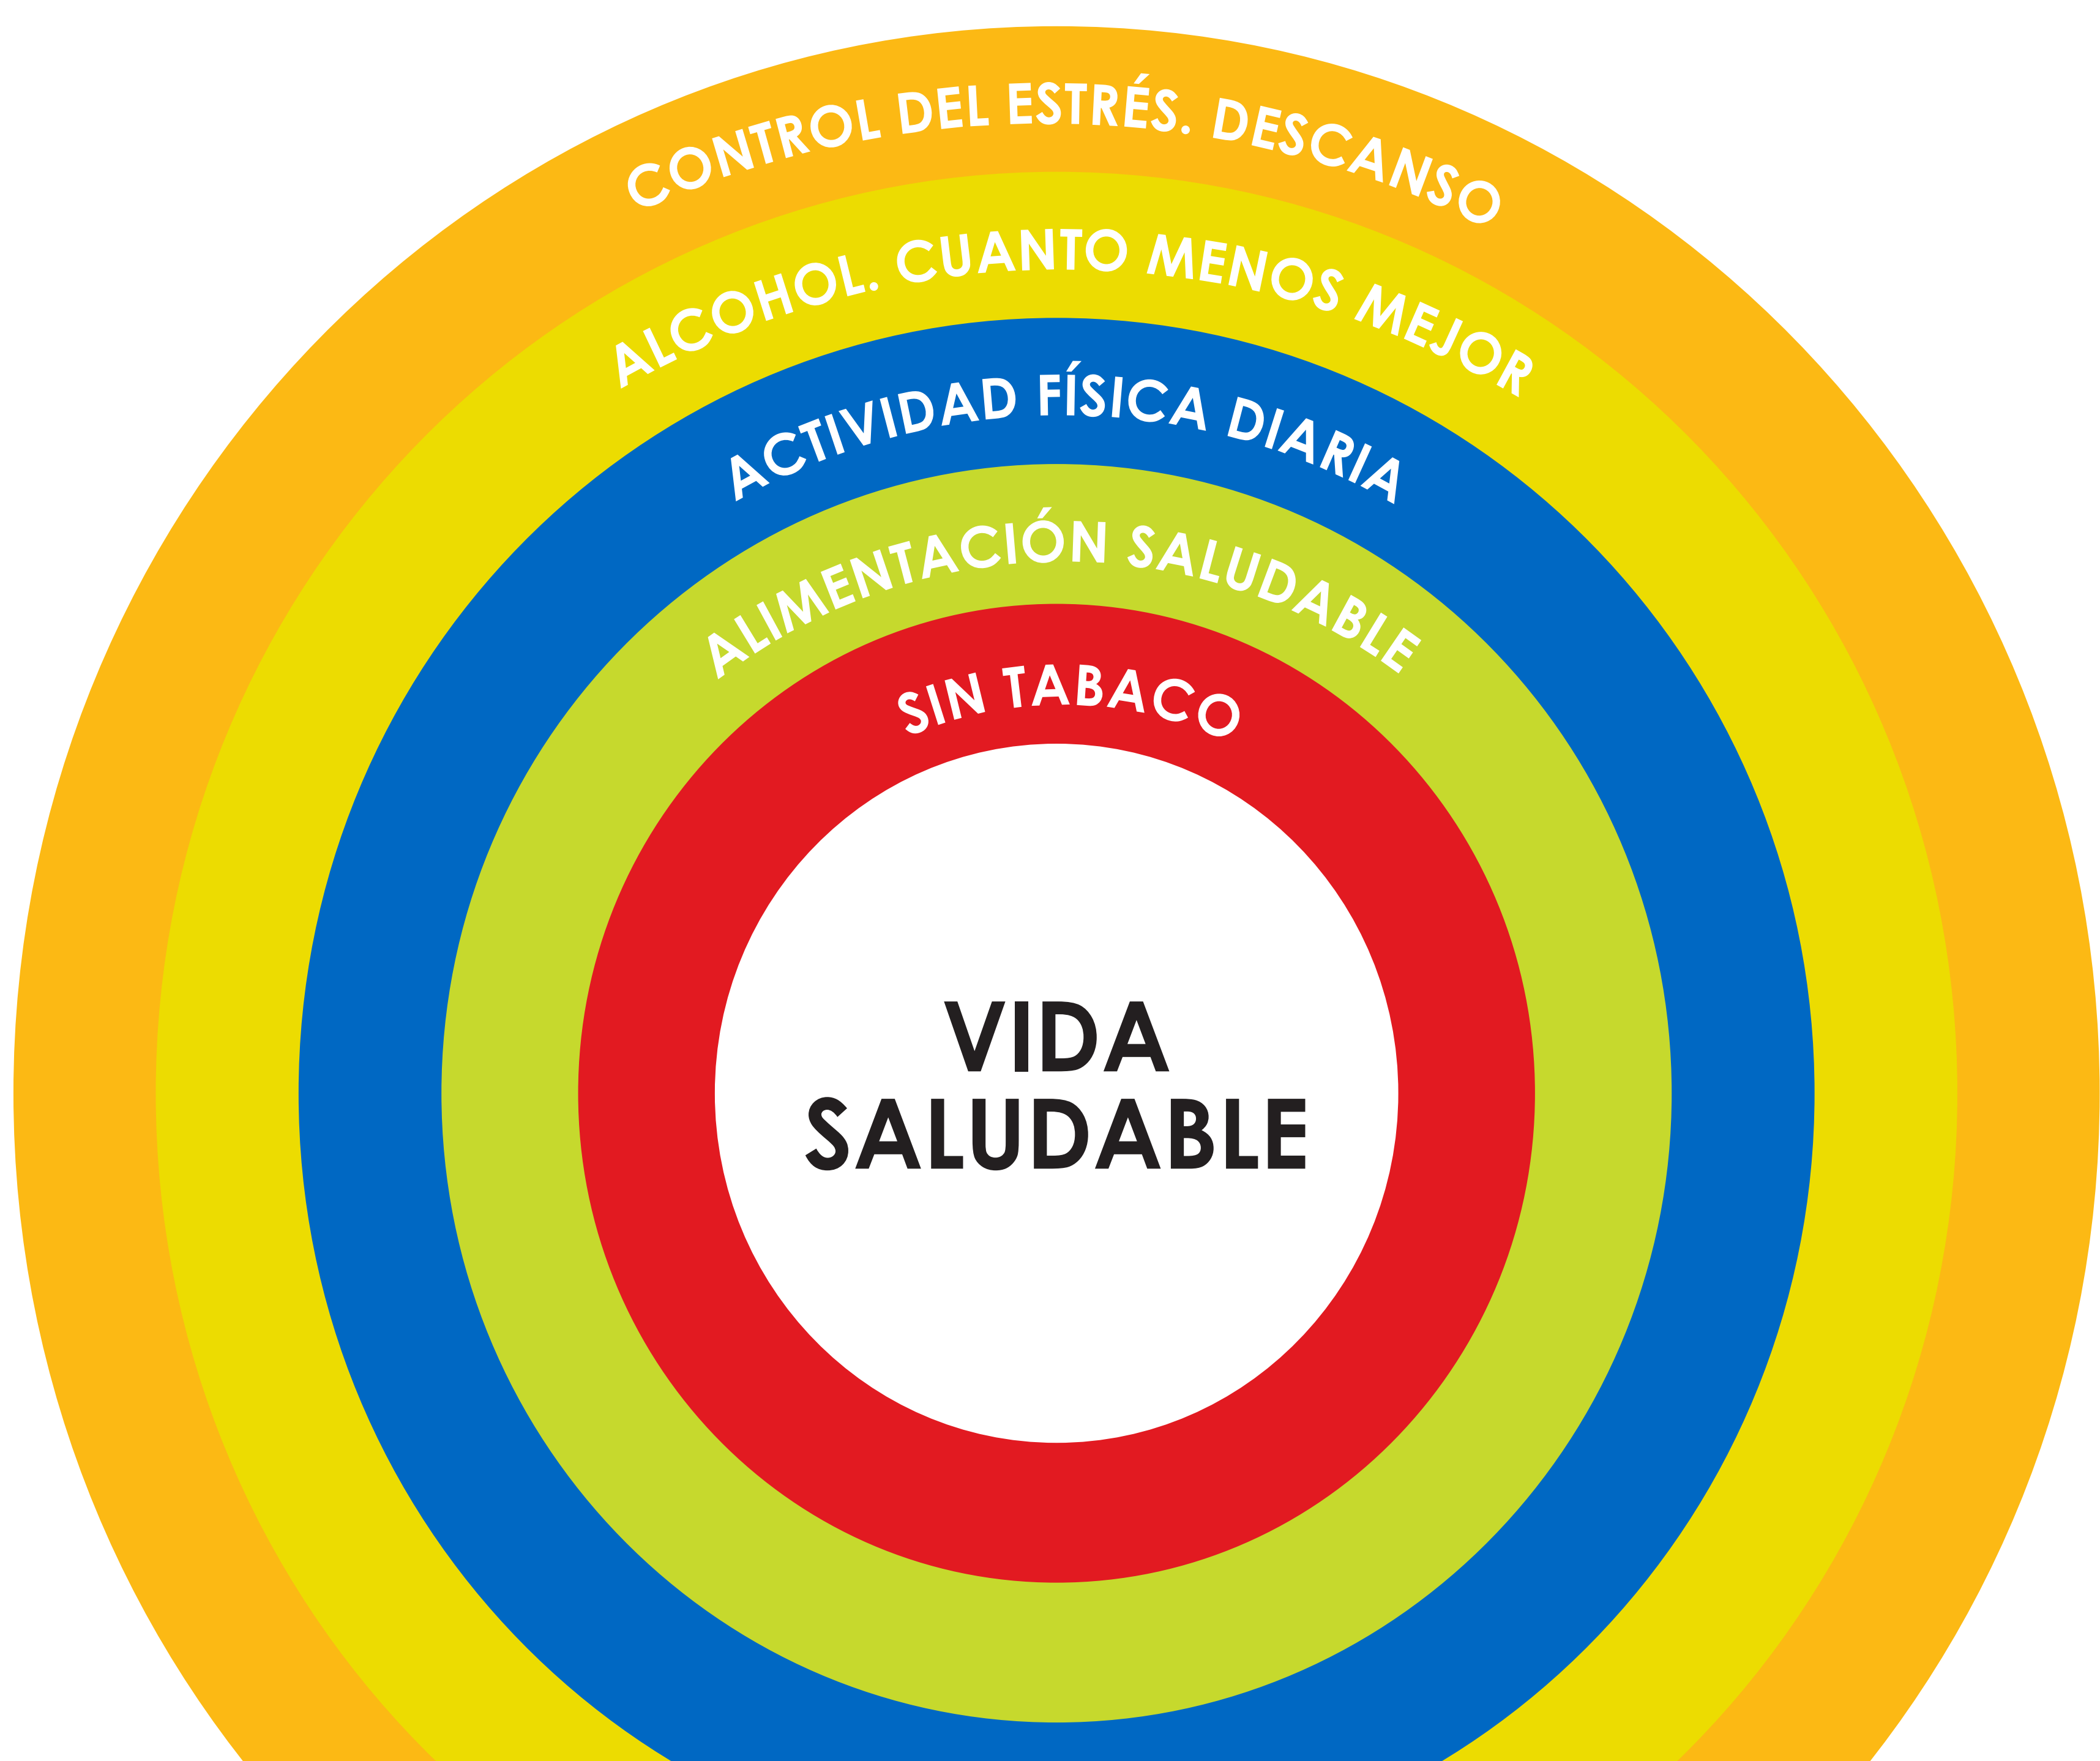 CONTROL DEL ESTRÉS. DESCANSO
ALCOHOL. CUANTO MENOS MEJOR
ACTIVIDAD FÍSICA DIARIA
ALIMENTACIÓN SALUDABLE
SIN TABACO
VIDA
SALUDABLE